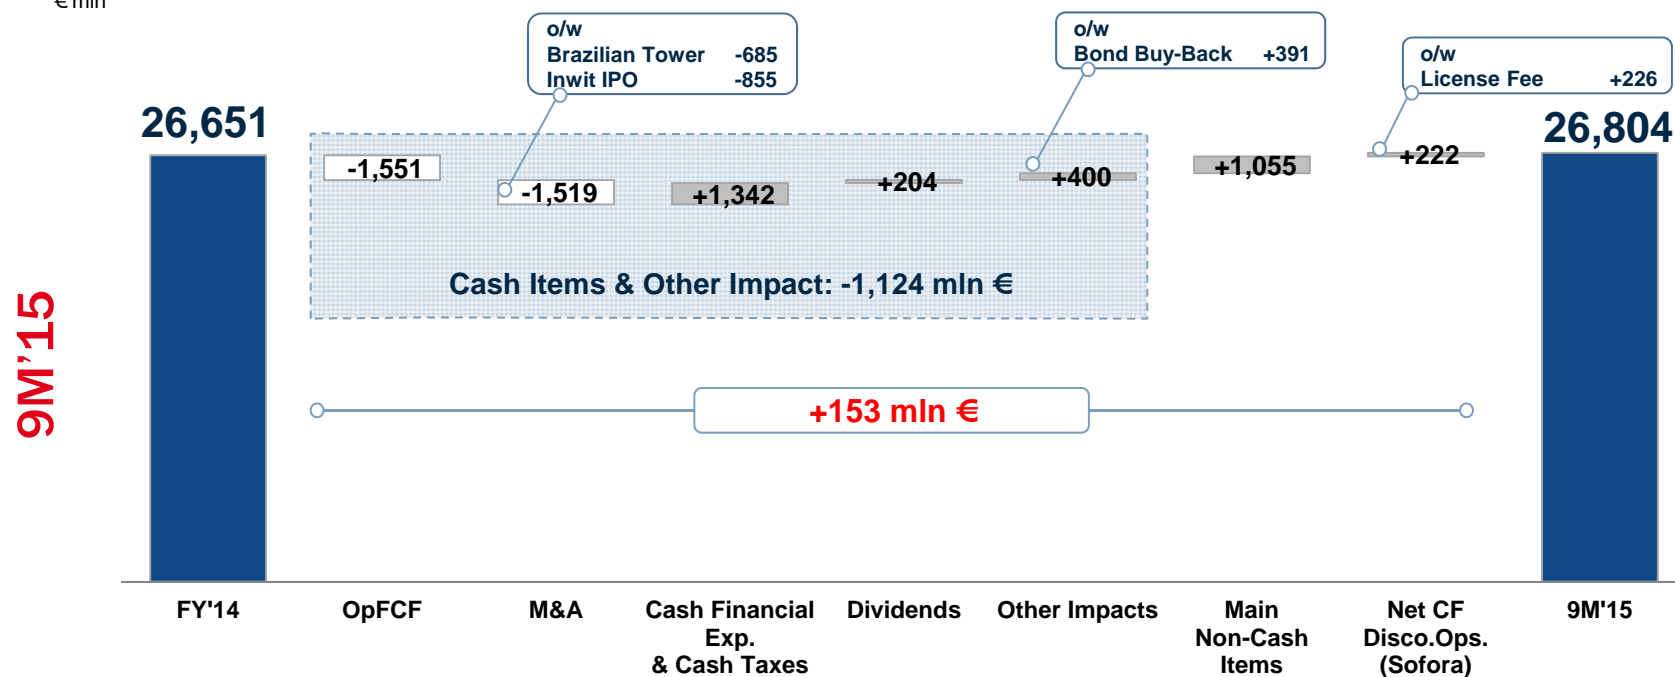 € mln
o/w
Brazilian Tower -685
Inwit IPO -855
o/w
Bond Buy-Back +391
o/w
License Fee +226
26,651
26,804
-1,551
-1,519
+1,342
+204
+400
+1,055
+222
Cash Items & Other Impact: -1,124 mln €
9M'15
+153 mln €
FY'14
OpFCF
M&A
Cash Financial
Exp.
& Cash Taxes
Dividends
Other Impacts
Main
Non-Cash
Items
Net CF
Disco.Ops.
(Sofora)
9M'15